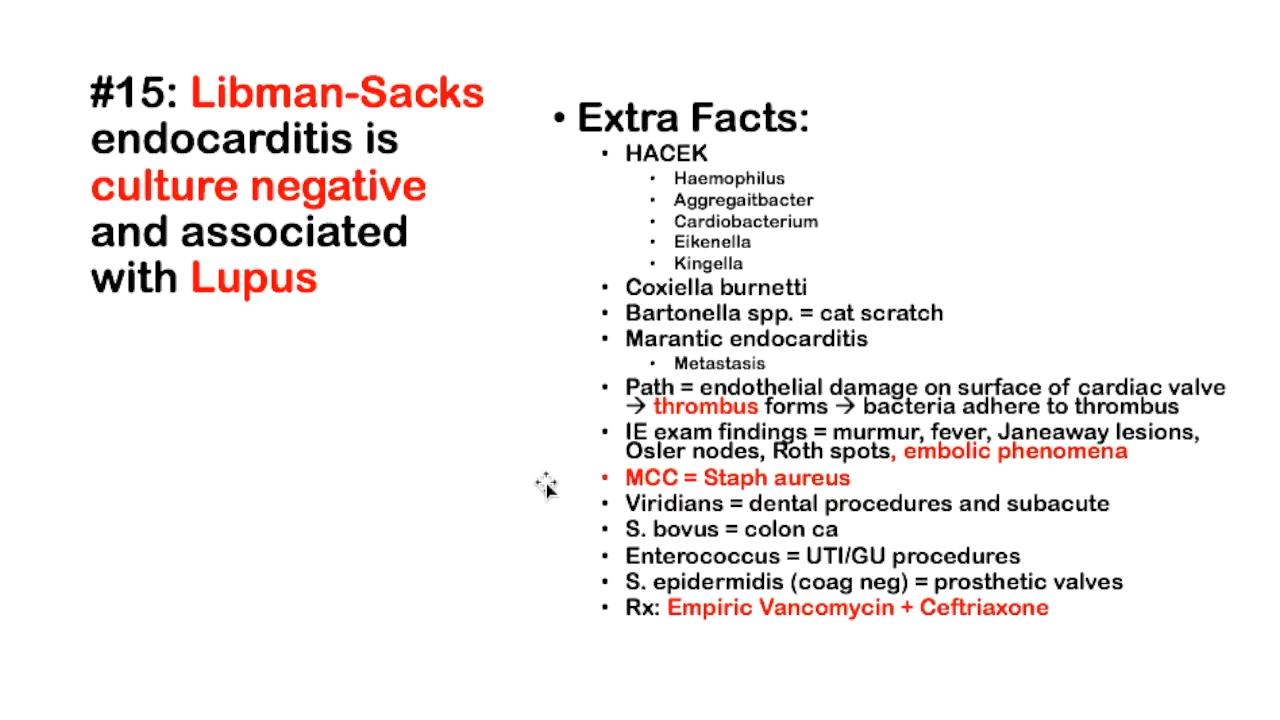 #15: Libman-Sacks
endocarditis is
culture negative
and associated
with Lupus
• Extra Facts:
• HACEK
• Haemophilus
• Aggregaitbacter
• Cardiobacterium
• Eikenella
• Kingella
• Coxiella burnetti
• Bartonella spp. = cat scratch
• Marantic endocarditis
• Metastasis
• Path = endothelial damage on surface of cardiac valve
→ thrombus forms → bacteria adhere to thrombus
• IE exam findings = murmur, fever, Janeaway lesions,
Osler nodes, Roth spots, embolic phenomena
• MCC = Staph aureus
• Viridians = dental procedures and subacute
• S. bovus = colon ca
• Enterococcus = UTI/GU procedures
• S. epidermidis (coag neg) = prosthetic valves
• Rx: Empiric Vancomycin + Ceftriaxone